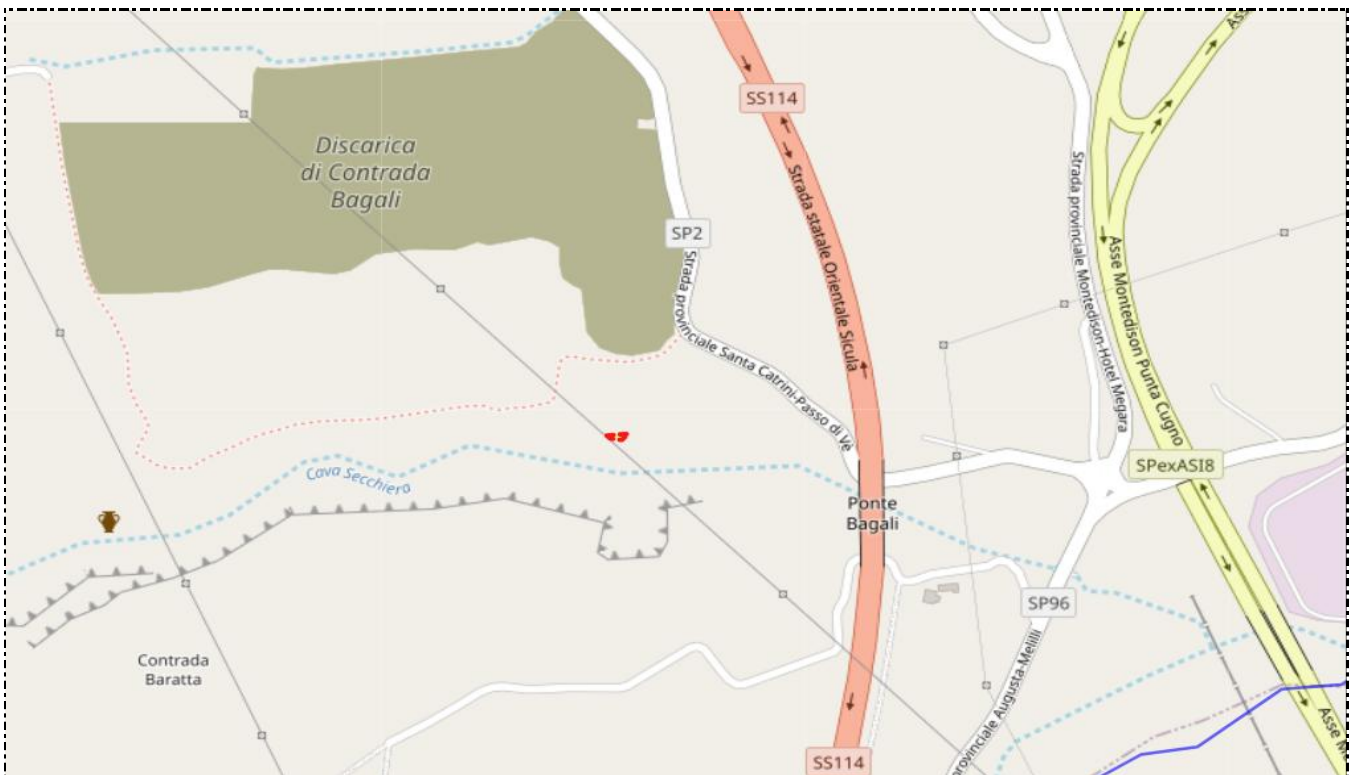 Ass
SS114
Discarica
di Contrada
Bagali
SP2
Strada provinciale Santa Catrini-Passo di Ve
Strada statale Orientale Sicula
Strada provinciale Montedison-Hotel Megara
Asse Montedison Punta Cugno
SPexASI8
Cava Secchiero
Ponte
Bagali
SP96
Contrada
Baratta
provinciale Augusta-Melilli
Asse M
SS114